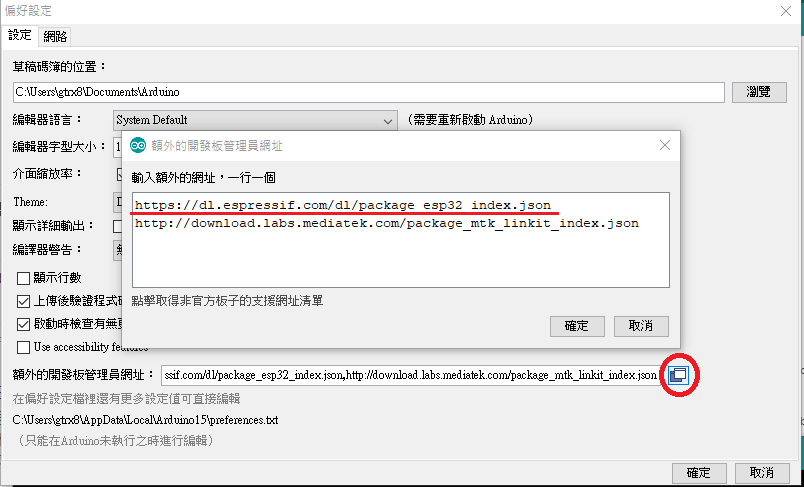 偏好設定
設定 網路
草稿碼簿的位置：
C:\Users\gtrx8\Documents\Arduino 瀏覽
編輯器語言： System Default （需要重新啟動 Arduino）
編輯器字型大小： 1
介面縮放率：
Theme:
顯示詳細輸出：
編譯器警告：
顯示行數
上傳後驗證程式碼
啟動時檢查有無更
Use accessibility features
額外的開發板管理員網址
輸入額外的網址，一行一個
https://dl.espressif.com/dl/package_esp32_index.json
http://download.labs.mediatek.com/package_mtk_linkit_index.json
點擊取得非官方板子的支援網址清單
確定 取消
額外的開發板管理員網址： ssif.com/dl/package_esp32_index.json,http://download.labs.mediatek.com/package_mtk_linkit_index.json
在偏好設定檔裡還有更多設定值可直接編輯
C:\Users\gtrx8\AppData\Local\Arduino15\preferences.txt
（只能在Arduino未執行之時進行編輯）
確定 取消